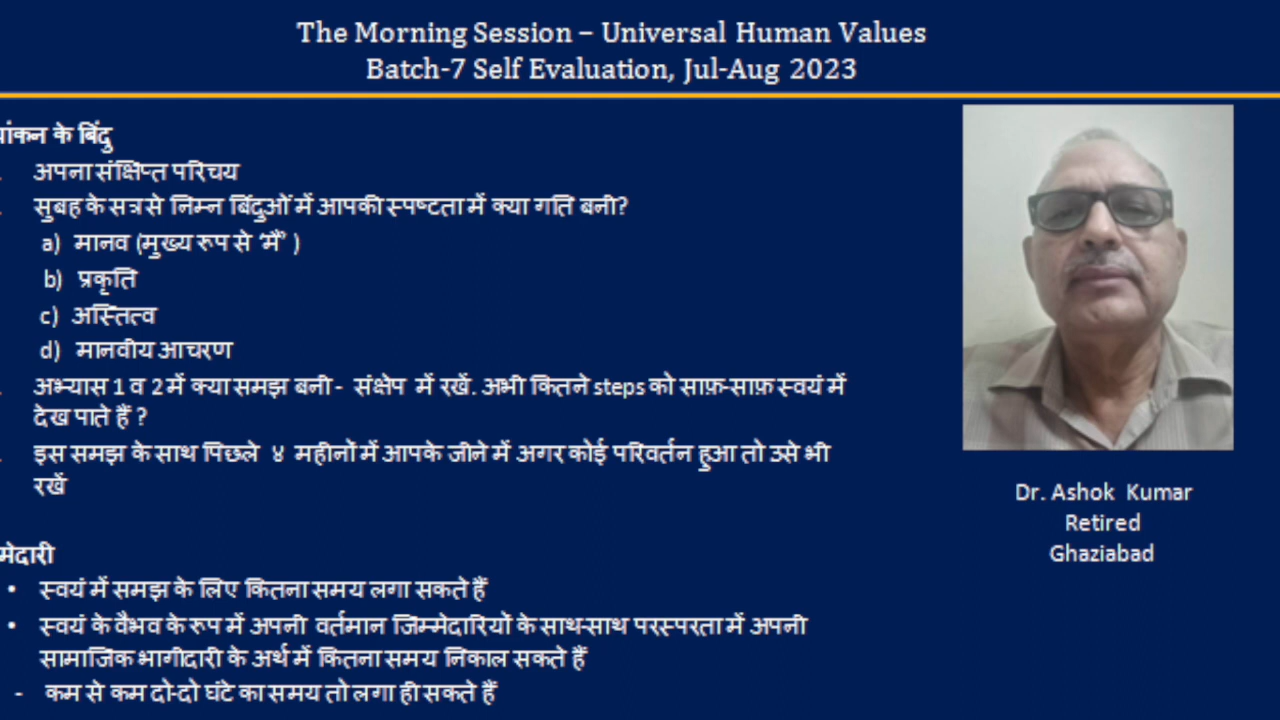 The Morning Session – Universal Human Values
Batch-7 Self Evaluation, Jul-Aug 2023
के बिंदु
अपना संक्षिप्त परिचय
सुबह के सत्र से निम्न बिंदुओं में आपकी स्पष्टता में क्या गति बनी?
a) मानव (मुख्य रूप से ‘मैं’ )
b) प्रकृति
c) अस्तित्व
d) मानवीय आचरण
अभ्यास 1 व 2 में क्या समझ बनी - संक्षेप में रखें. अभी कितने steps को साफ़-साफ़ स्वयं में
देख पाते हैं ?
इस समझ के साथ पिछले ४ महीनों में आपके जीने में अगर कोई परिवर्तन हुआ तो उसे भी
रखें
Dr. Ashok Kumar
Retired
Ghaziabad
• स्वयं में समझ के लिए कितना समय लगा सकते हैं
• स्वयं के वैभव के रूप में अपनी वर्तमान जिम्मेदारियों के साथ-साथ परस्परता में अपनी
सामाजिक भागीदारी के अर्थ में कितना समय निकाल सकते हैं
- कम से कम दो-दो घंटे का समय तो लगा ही सकते हैं